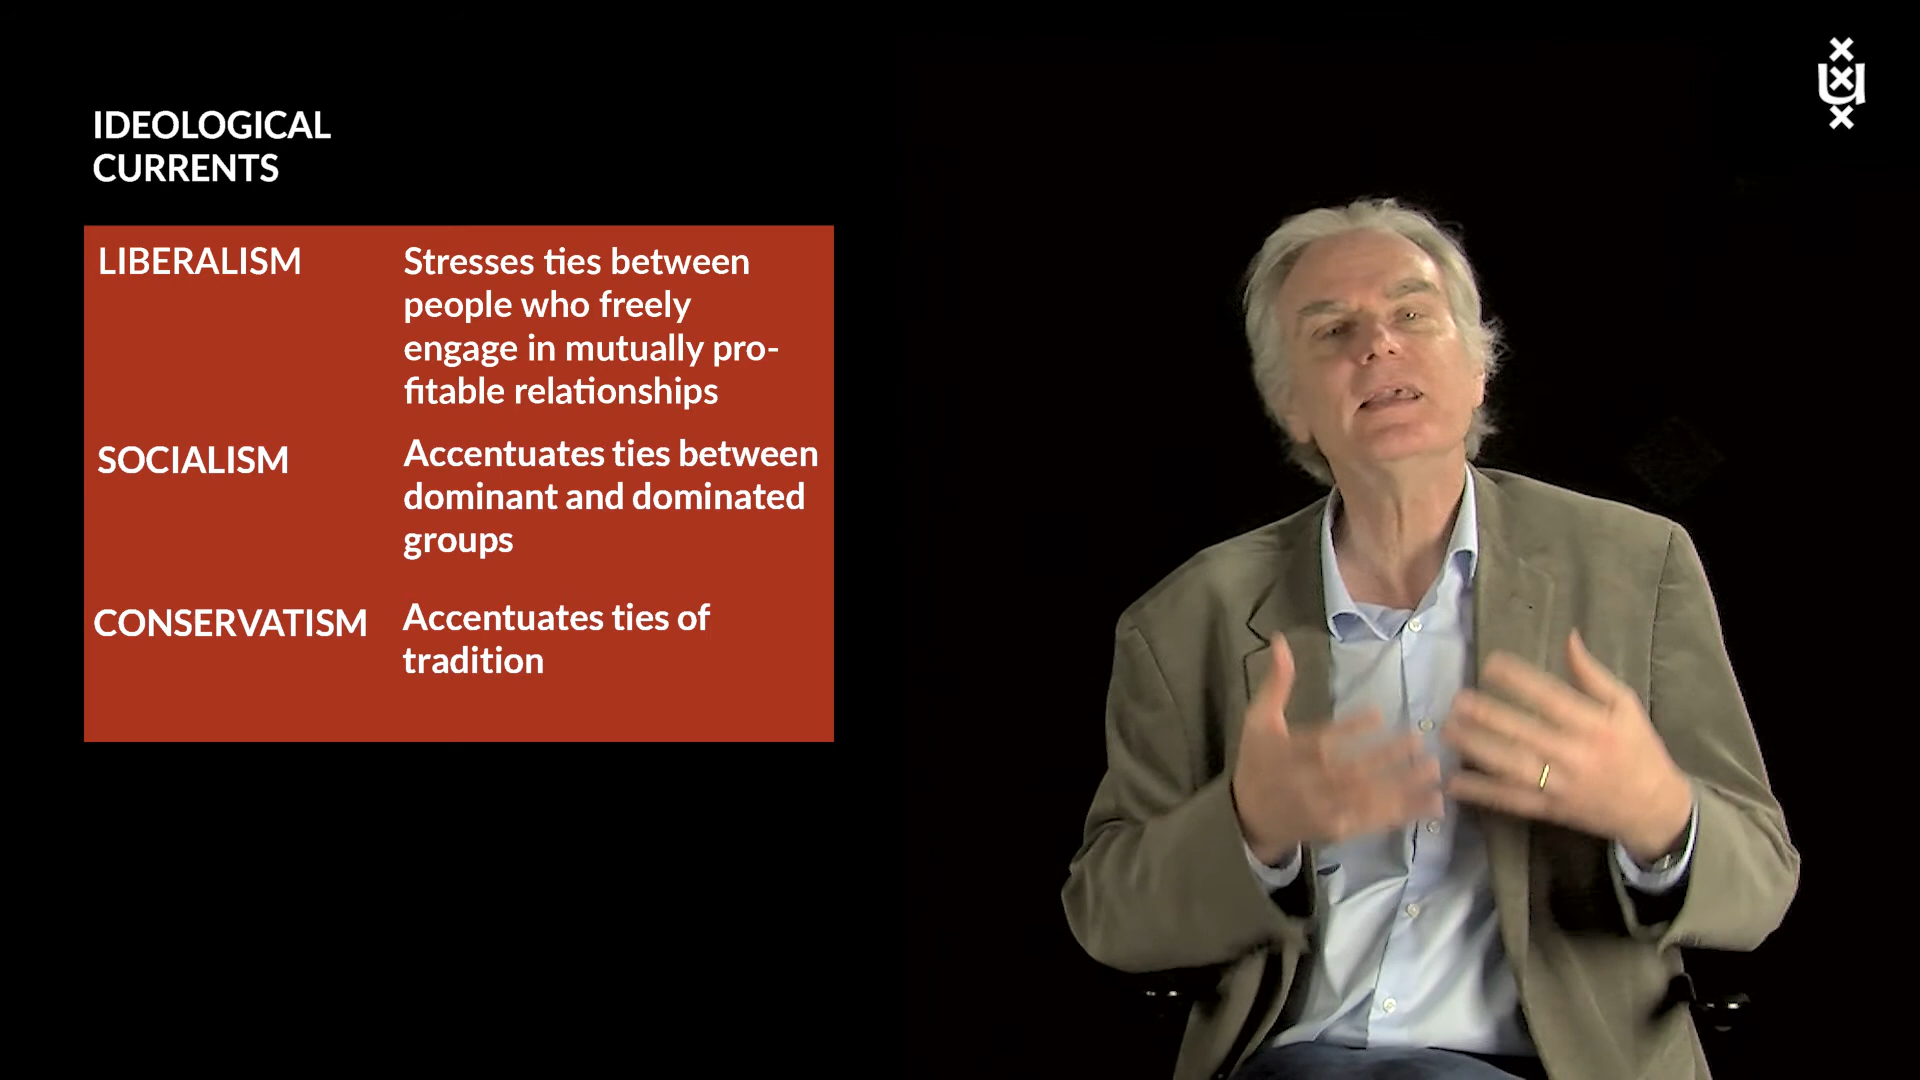 IDEOLOGICAL
CURRENTS
LIBERALISM
Stresses ties between
people who freely
engage in mutually pro-
fitable relationships
SOCIALISM
Accentuates ties between
dominant and dominated
groups
CONSERVATISM
Accentuates ties of
tradition